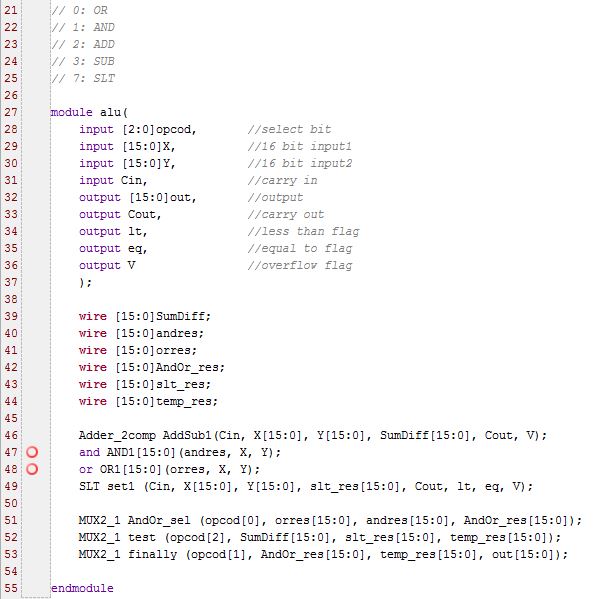 21 // 0: OR
22 // 1: AND
23 // 2: ADD
24 // 3: SUB
25 // 7: SLT
26
27 module alu(
28 input [2:0]opcod, //select bit
29 input [15:0]X, //16 bit input1
30 input [15:0]Y, //16 bit input2
31 input Cin, //carry in
32 output [15:0]out, //output
33 output Cout, //carry out
34 output lt, //less than flag
35 output eq, //equal to flag
36 output V //overflow flag
37 );
38
39 wire [15:0]SumDiff;
40 wire [15:0]andres;
41 wire [15:0]orres;
42 wire [15:0]AndOr_res;
43 wire [15:0]slt_res;
44 wire [15:0]temp_res;
45
46 Adder_2comp AddSub1(Cin, X[15:0], Y[15:0], SumDiff[15:0], Cout, V);
47 and AND1[15:0](andres, X, Y);
48 or OR1[15:0](orres, X, Y);
49 SLT set1 (Cin, X[15:0], Y[15:0], slt_res[15:0], Cout, lt, eq, V);
50
51 MUX2_1 AndOr_sel (opcod[0], orres[15:0], andres[15:0], AndOr_res[15:0]);
52 MUX2_1 test (opcod[2], SumDiff[15:0], slt_res[15:0], temp_res[15:0]);
53 MUX2_1 finally (opcod[1], AndOr_res[15:0], temp_res[15:0], out[15:0]);
54
55 endmodule